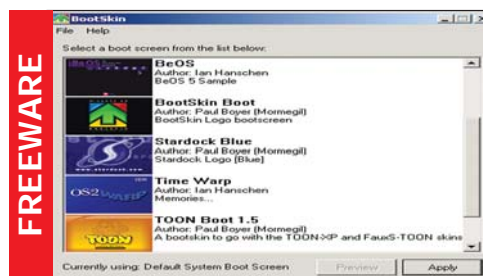 FREEWARE
BootSkin
File Help
Select a boot screen from the list below:
BeOS
Author: Ian Hanschen
BeOS 5 Sample
BootSkin Boot
Author: Paul Boyer (Mormegil)
BootSkin Logo bootscreen
Stardock Blue
Author: Paul Boyer (Mormegil)
Stardock Logo (Blue)
OS2 WARP
Time Warp
Author: Ian Hanschen
Memories...
TOON
TOON Boot 1.5
Author: Paul Boyer (Mormegil)
A bootskin to go with the TOON-XP and FauxS-TOON skins
Currently using: Default System Boot Screen
Preview
Apply